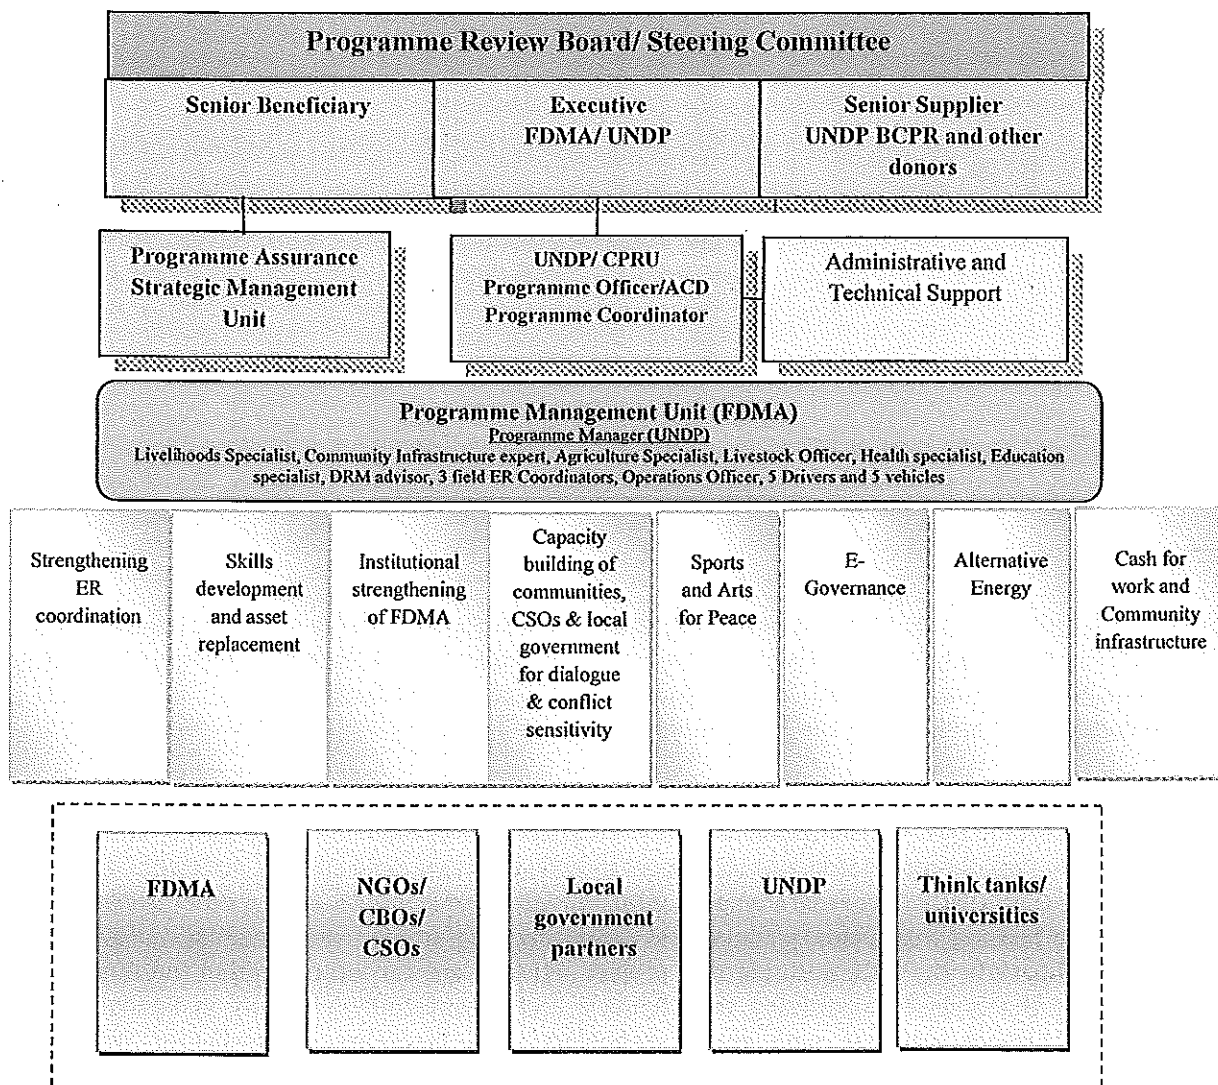 Programme Review Board/ Steering Committee
Senior Beneficiary
Executive
FDMA/ UNDP
Senior Supplier
UNDP BCPR and other
donors
Programme Assurance
Strategic Management
Unit
UNDP/ CPRU
Programme Officer/ACD
Programme Coordinator
Administrative and
Technical Support
Programme Management Unit (FDMA)
Programme Manager (UNDP)
Livelihoods Specialist, Community Infrastructure expert, Agriculture Specialist, Livestock Officer, Health specialist, Education
specialist, DRM advisor, 3 field ER Coordinators, Operations Officer, 5 Drivers and 5 vehicles
Strengthening
ER
coordination
Skills
development
and asset
replacement
Institutional
strengthening
of FDMA
Capacity
building of
communities,
CSOs & local
government
for dialogue
& conflict
sensitivity
Sports
and Arts
for Peace
E-
Governance
Alternative
Energy
Cash for
work and
Community
infrastructure
FDMA
NGOs/
CBOs/
CSOs
Local
government
partners
UNDP
Think tanks/
universities